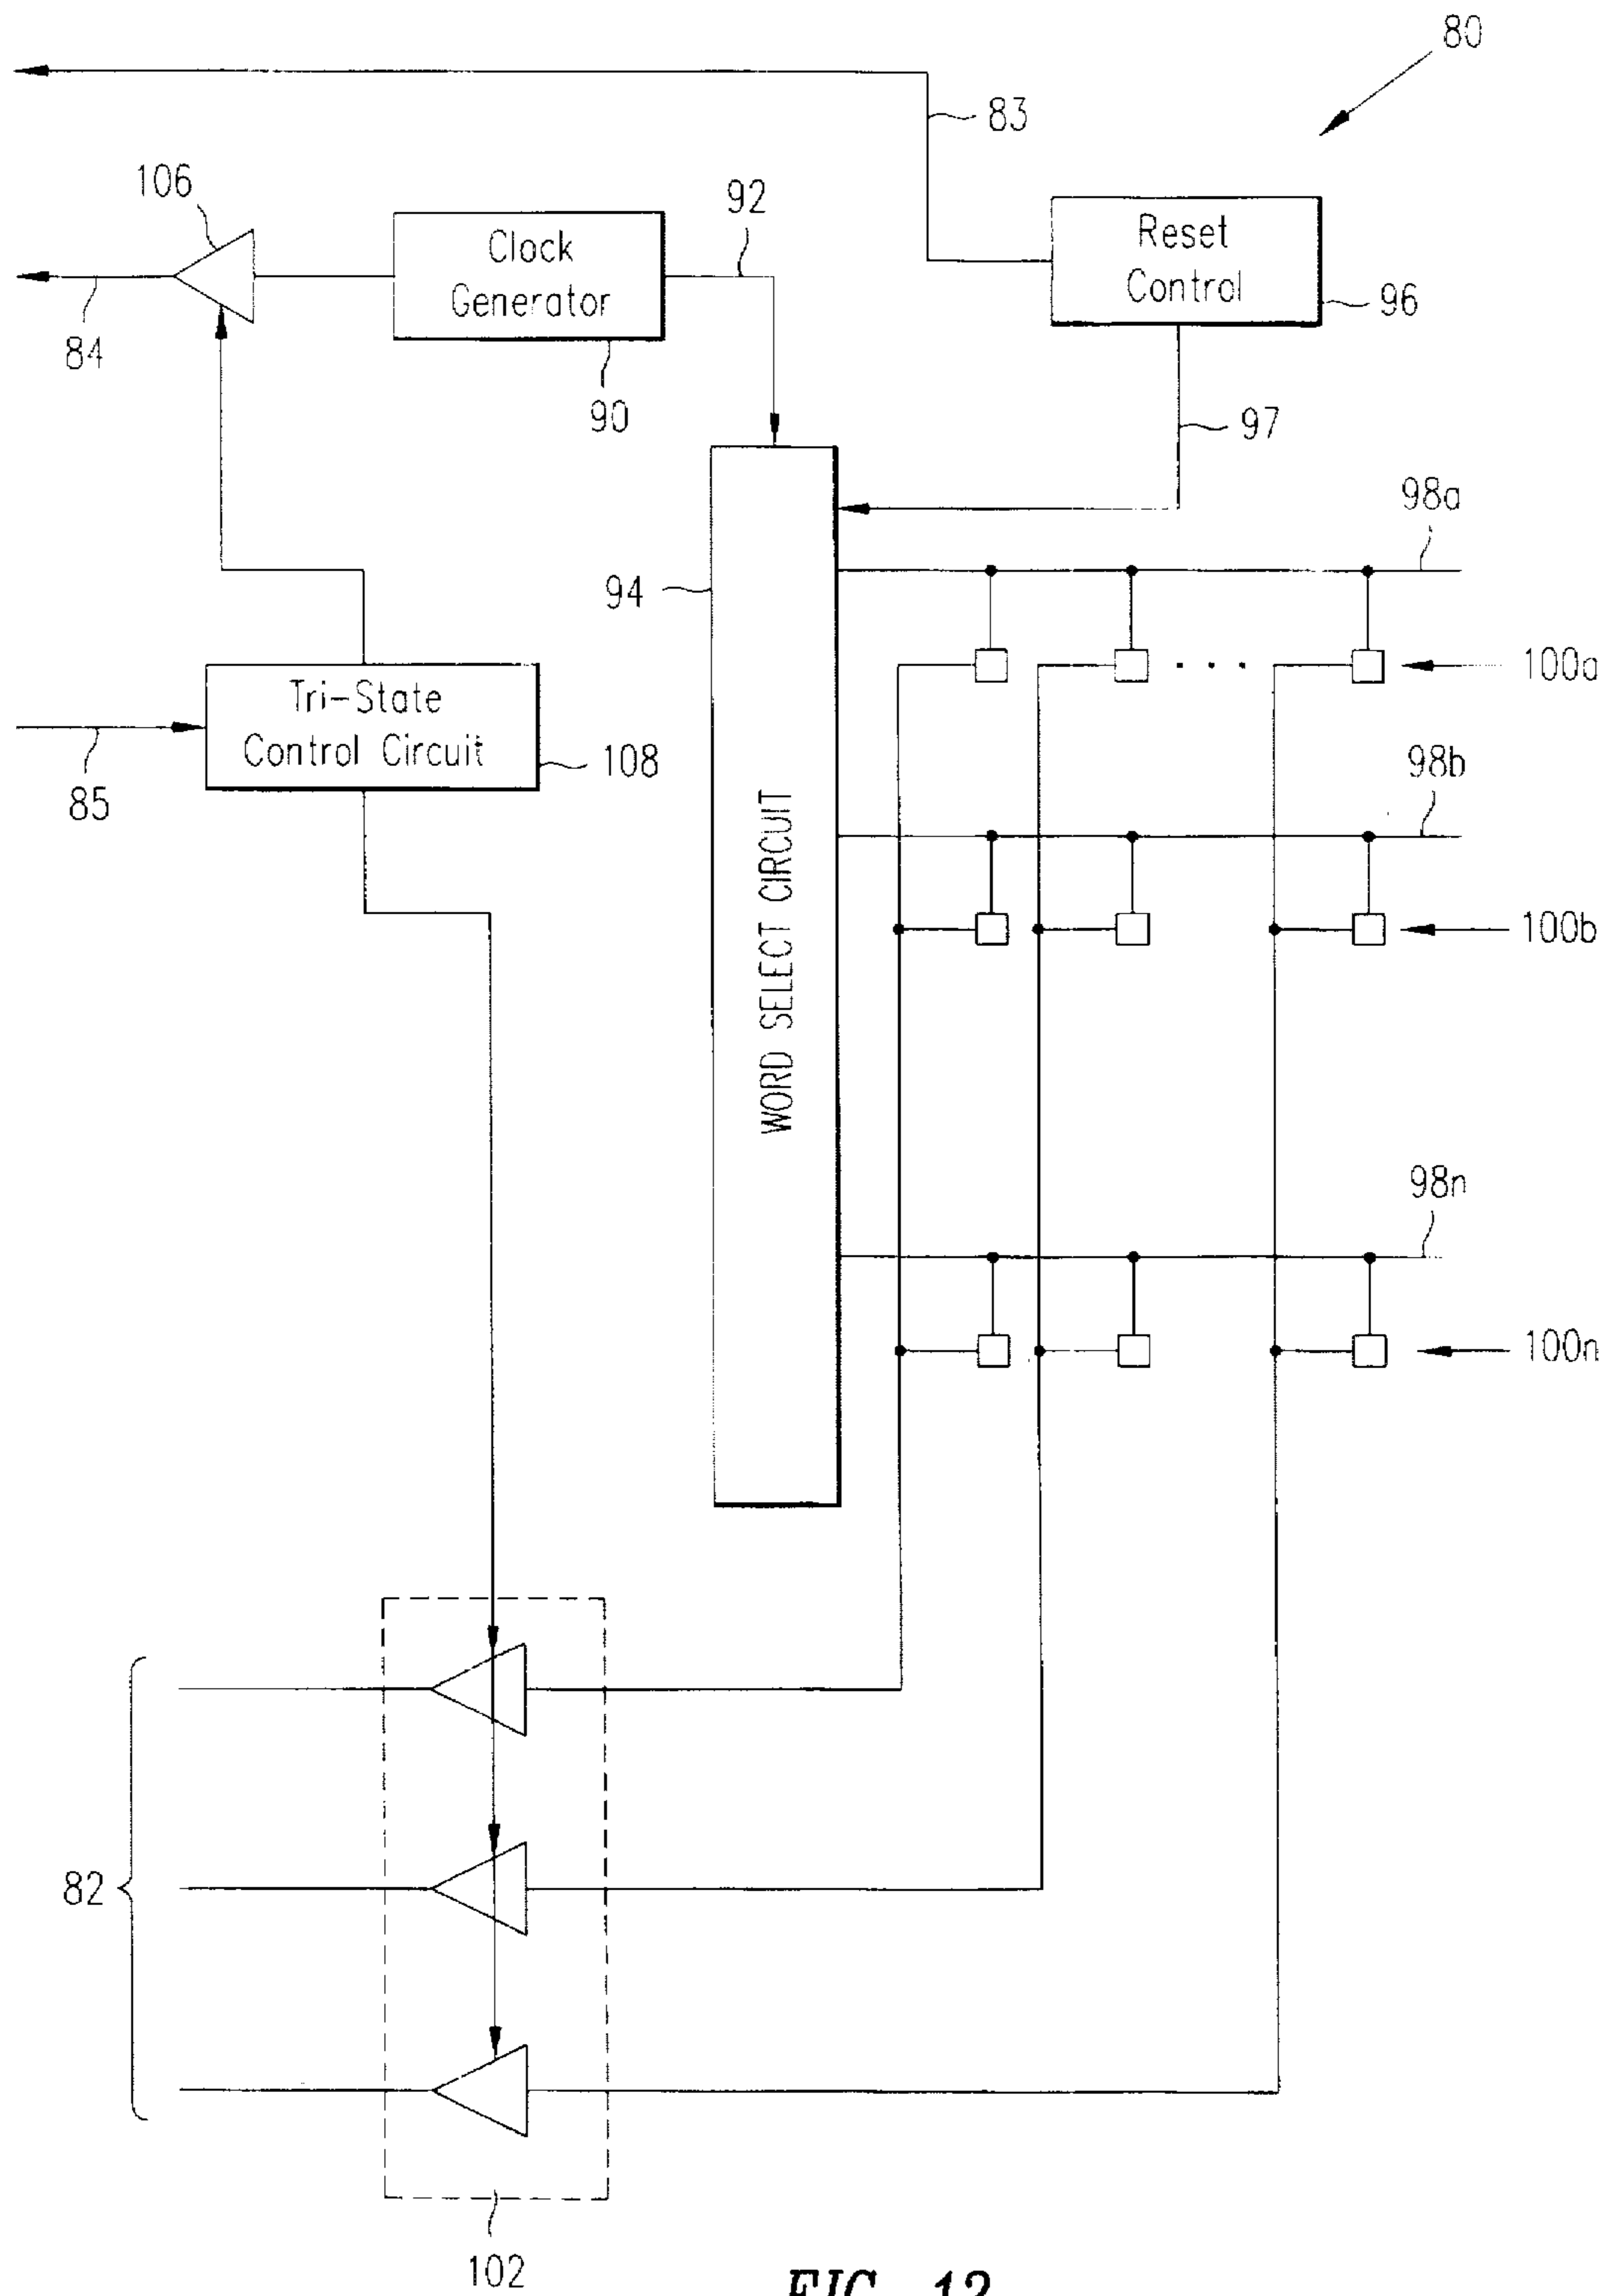 80
83
106
92
Clock
Generator
Reset
Control
96
84
90
97
98a
94
100a
Tri-State
Control Circuit
108
85
98b
WORD SELECT CIRCUIT
100b
98n
100n
82
102
FIG. 12